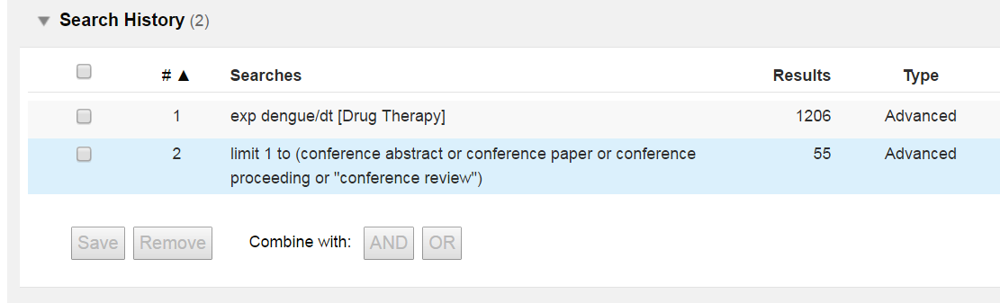 ▼ Search History (2)
# ▲ Searches Results Type
1 exp dengue/dt [Drug Therapy] 1206 Advanced
2 limit 1 to (conference abstract or conference paper or conference 55 Advanced
proceeding or "conference review")
Save Remove Combine with: AND OR